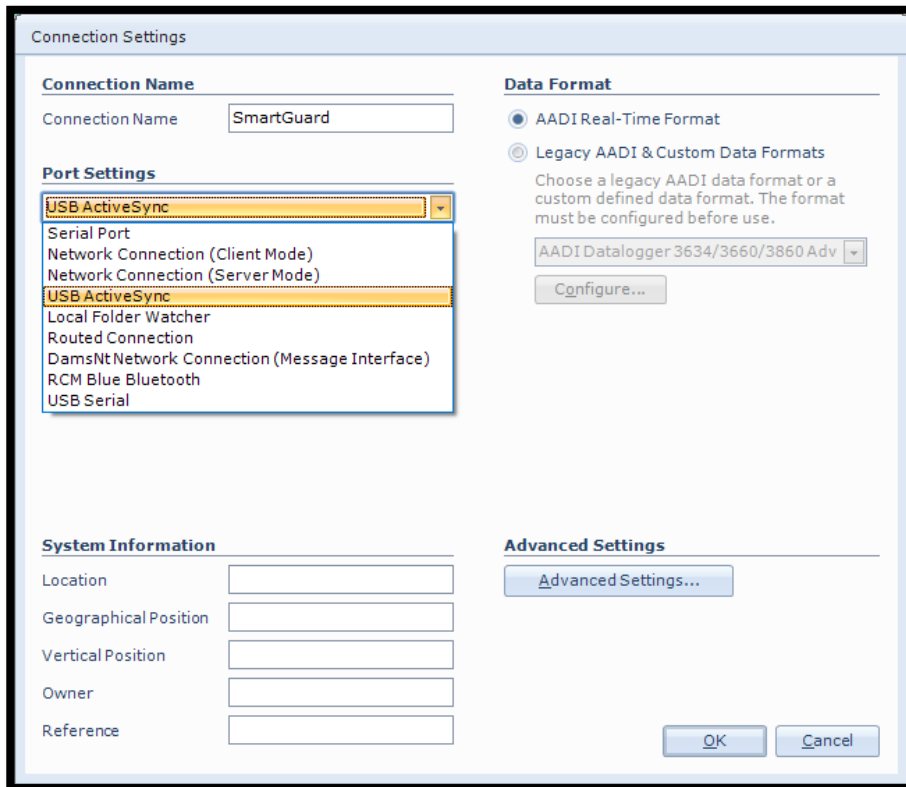 Connection Settings
Connection Name
Connection Name
SmartGuard
Port Settings
USB ActiveSync
Serial Port
Network Connection (Client Mode)
Network Connection (Server Mode)
USB ActiveSync
Local Folder Watcher
Routed Connection
DamsNt Network Connection (Message Interface)
RCM Blue Bluetooth
USB Serial
Data Format
AADI Real-Time Format
Legacy AADI & Custom Data Formats
Choose a legacy AADI data format or a
custom defined data format. The format
must be configured before use.
AADI Datalogger 3634/3660/3860 Adv
Configure...
System Information
Location
Geographical Position
Vertical Position
Owner
Reference
Advanced Settings
Advanced Settings...
OK
Cancel